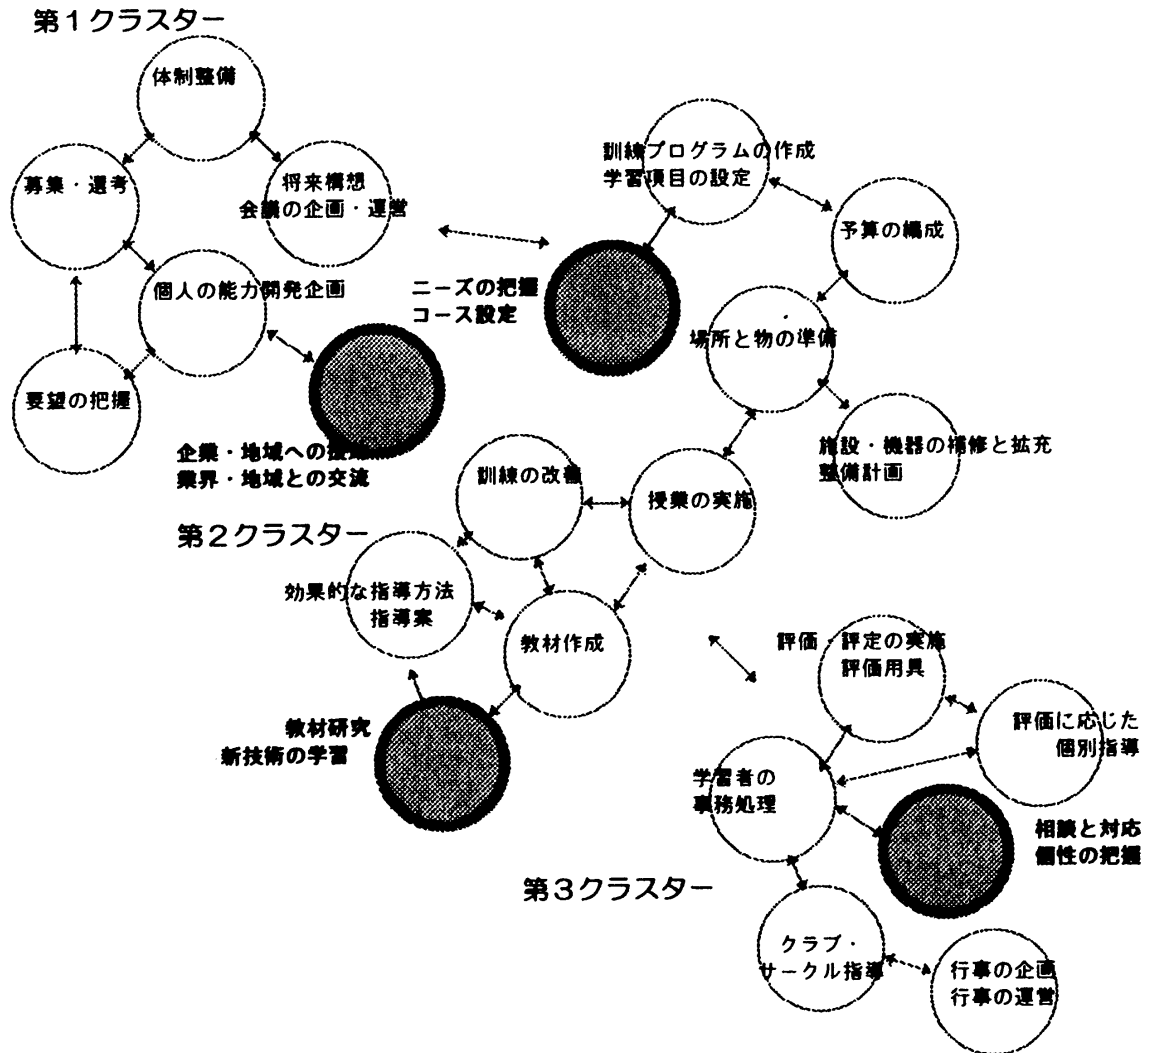 第1クラスター
体制整備
募集・選考
将来構想
会議の企画・運営
個人の能力開発企画
要望の把握
企業・地域への
業界・地域との交流
訓練プログラムの作成
学習項目の設定
予算の編成
ニーズの把握
コース設定
場所と物の準備
施設・機器の補修と拡充
整備計画
第2クラスター
訓練の改善
授業の実施
効果的な指導方法
指導案
教材作成
教材研究
新技術の学習
評価・評定の実施
評価用具
評価に応じた
個別指導
学習者の
事務処理
相談と対応
個性の把握
第3クラスター
クラブ・
サークル指導
行事の企画
行事の運営